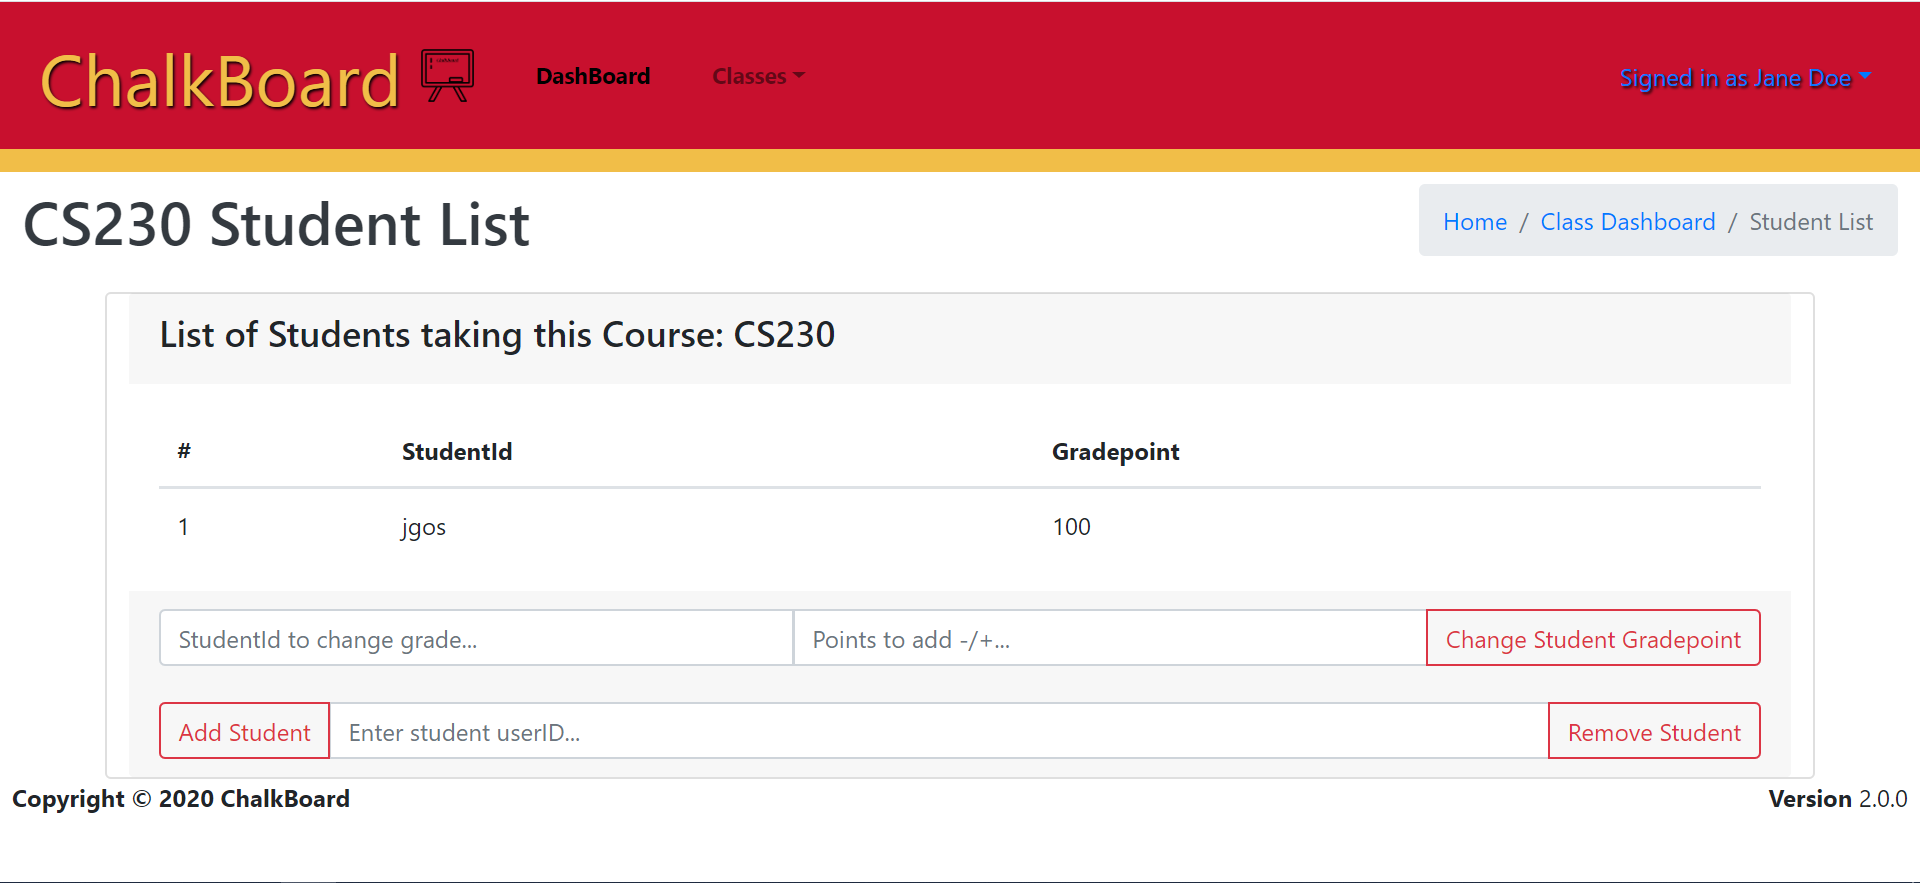 ChalkBoard DashBoard Classes Signed in as Jane Doe
CS230 Student List
Home / Class Dashboard / Student List
List of Students taking this Course: CS230
# StudentId Gradepoint
1 jgos 100
StudentId to change grade... Points to add -/+... Change Student Gradepoint
Add Student Enter student userID... Remove Student
Copyright © 2020 ChalkBoard Version 2.0.0